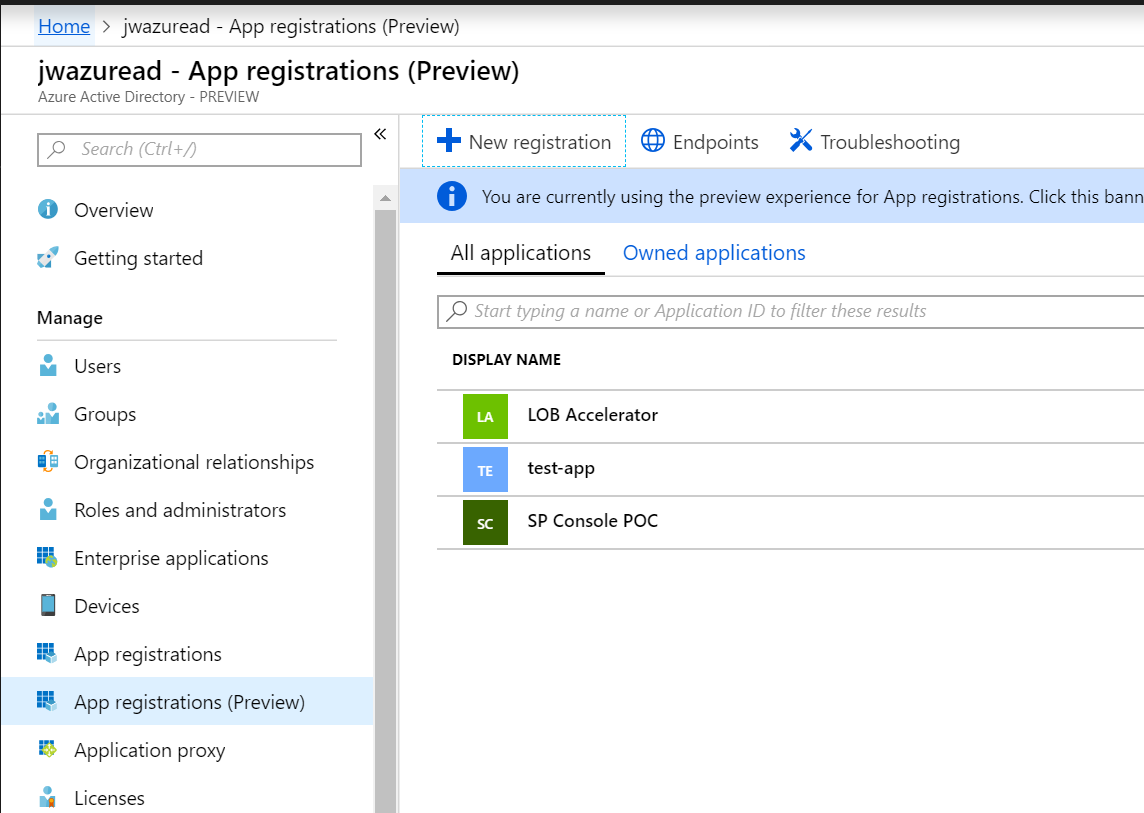 Home > jwazuread - App registrations (Preview)
jwazuread - App registrations (Preview)
Azure Active Directory - PREVIEW
Search (Ctrl+/)
Overview
Getting started
Manage
Users
Groups
Organizational relationships
Roles and administrators
Enterprise applications
Devices
App registrations
App registrations (Preview)
Application proxy
Licenses
New registration Endpoints Troubleshooting
You are currently using the preview experience for App registrations. Click this bann
All applications Owned applications
Start typing a name or Application ID to filter these results
DISPLAY NAME
LA LOB Accelerator
TE test-app
SC SP Console POC